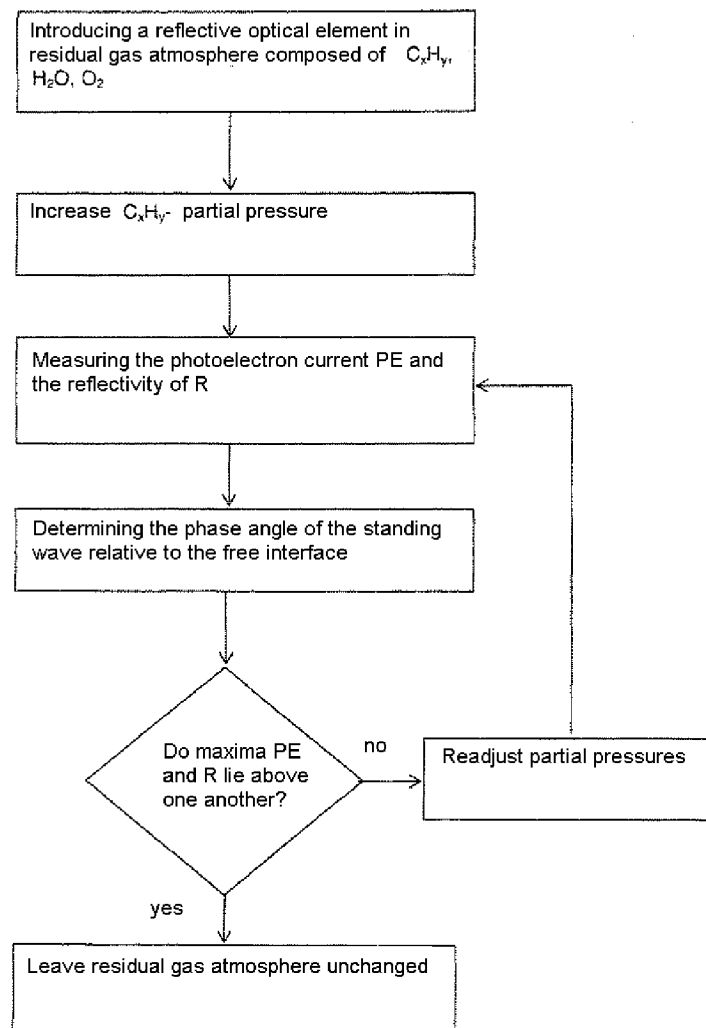 Introducing a reflective optical element in
residual gas atmosphere composed of CₓHᵧ,
H₂O, O₂
Increase CₓHᵧ- partial pressure
Measuring the photoelectron current PE and
the reflectivity of R
Determining the phase angle of the standing
wave relative to the free interface
Do maxima PE
and R lie above
one another?
no
Readjust partial pressures
yes
Leave residual gas atmosphere unchanged